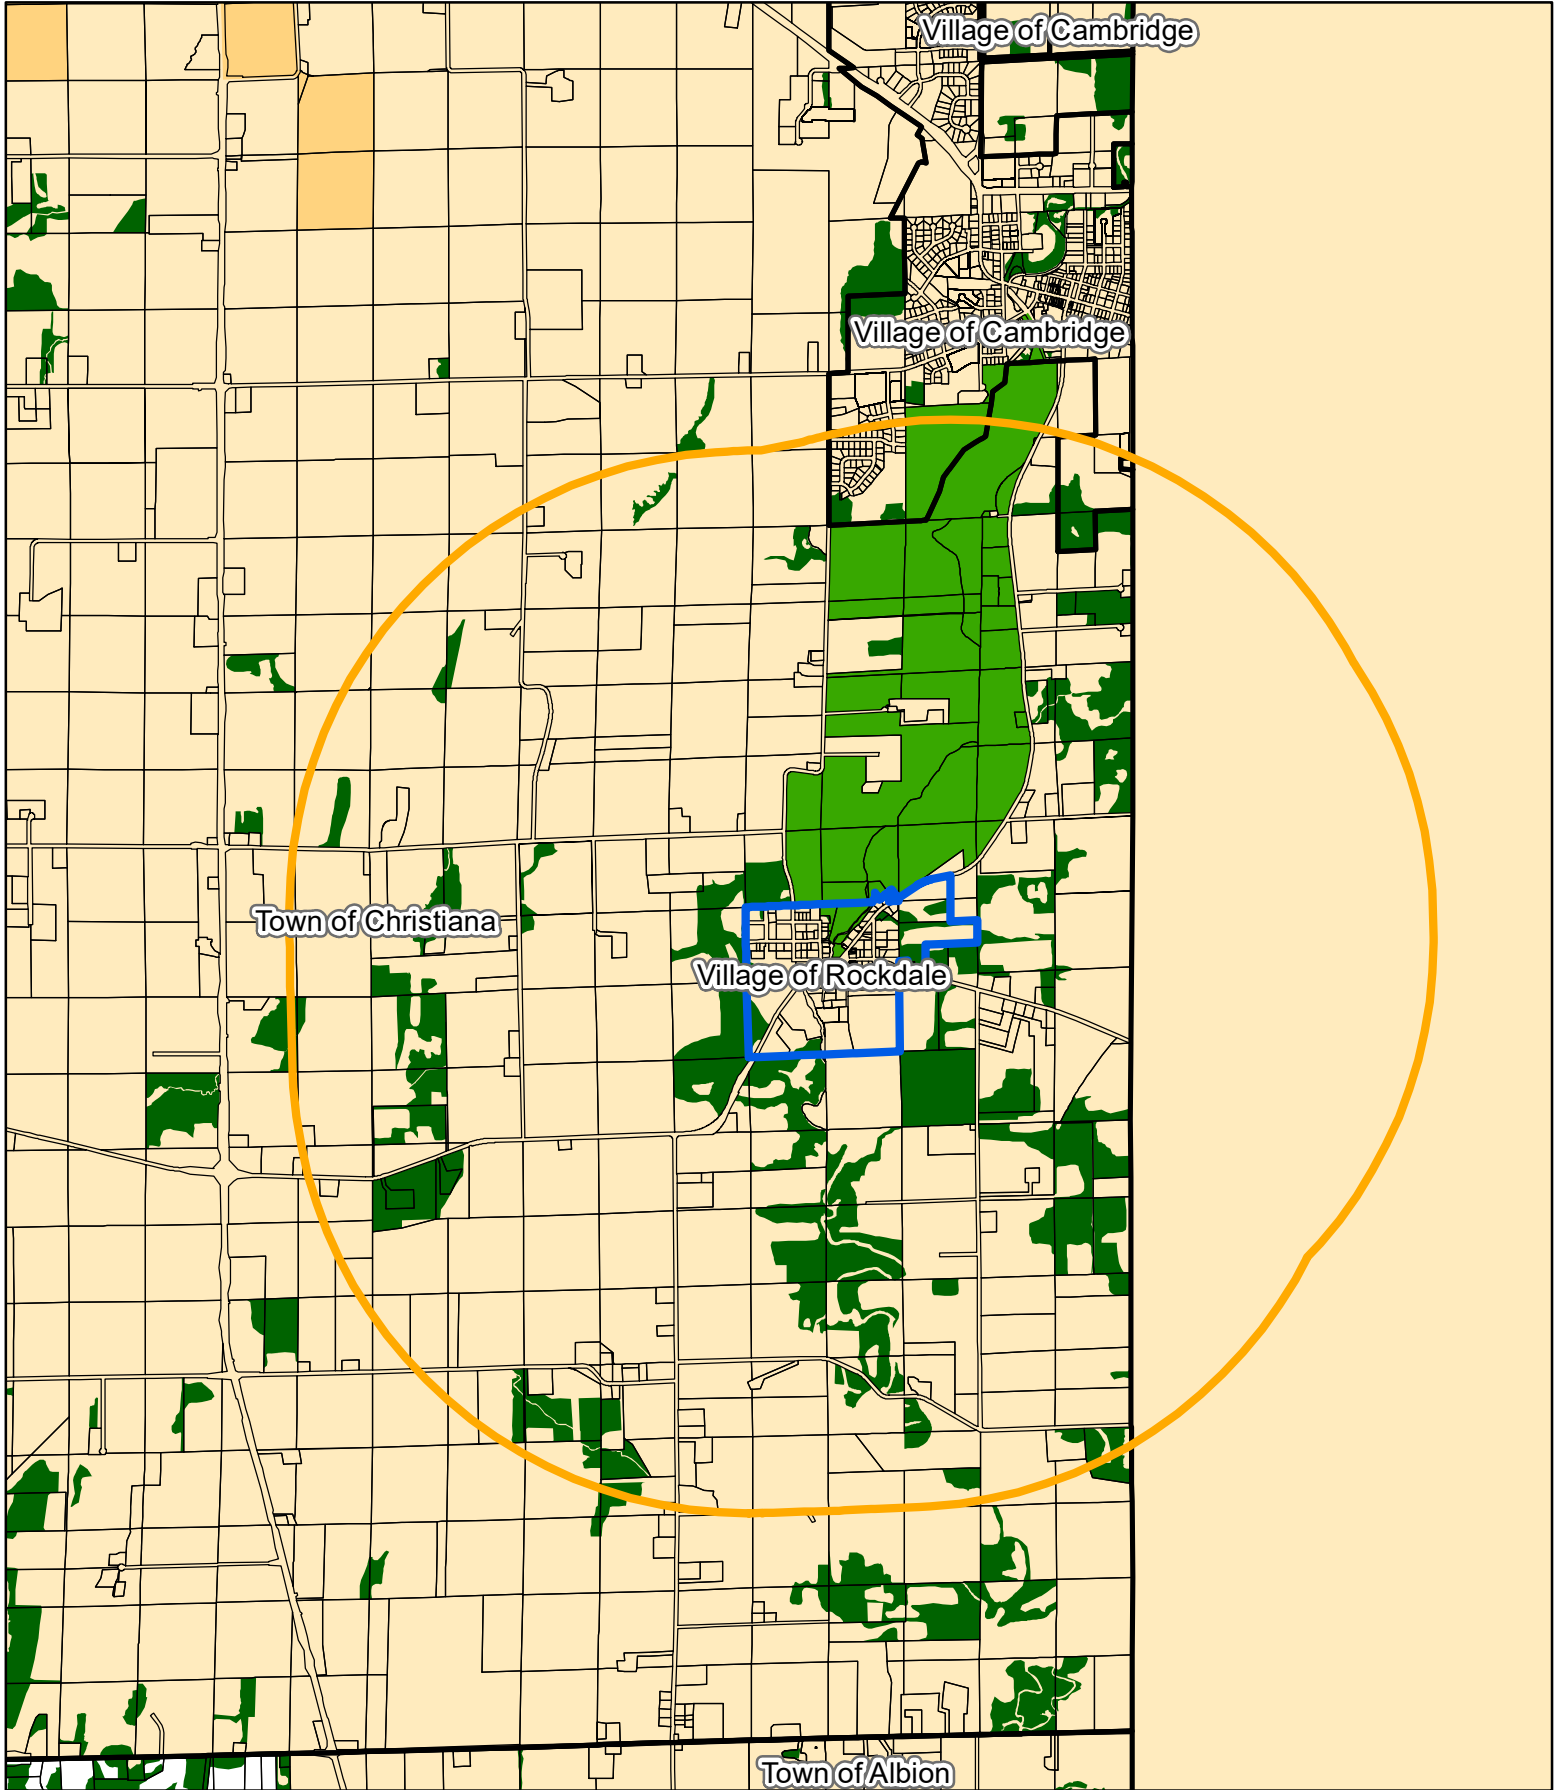 Village of Cambridge
Village of Cambridge
Town of Christiana
Village of Rockdale
Town of Albion